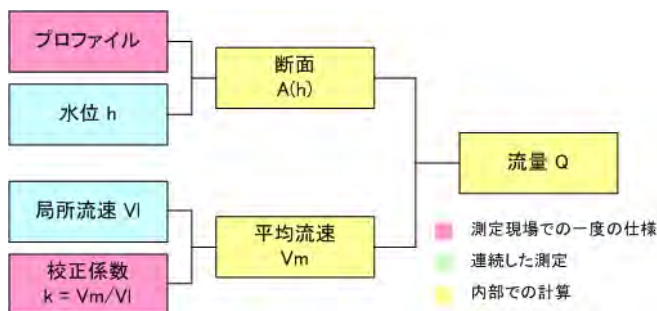 プロファイル
水位 h
断面
A(h)
局所流速 Vl
校正係数
k = Vm/Vl
平均流速
Vm
流量 Q
測定現場での一度の仕様
連続した測定
内部での計算